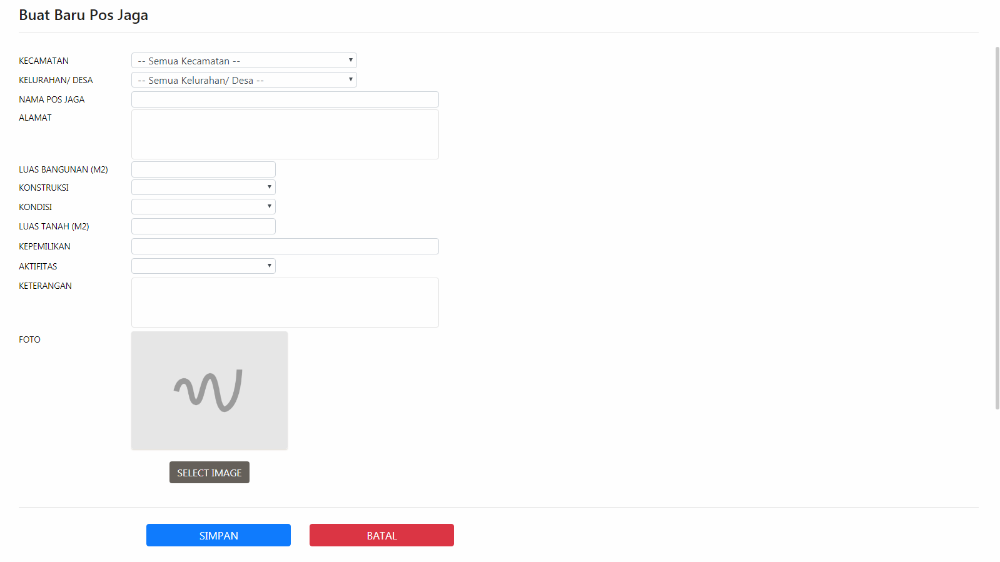 Buat Baru Pos Jaga
KECAMATAN -- Semua Kecamatan --
KELURAHAN/ DESA -- Semua Kelurahan/ Desa --
NAMA POS JAGA
ALAMAT
LUAS BANGUNAN (M2)
KONSTRUKSI
KONDISI
LUAS TANAH (M2)
KEPEMILIKAN
AKTIFITAS
KETERANGAN
FOTO
SELECT IMAGE
SIMPAN BATAL